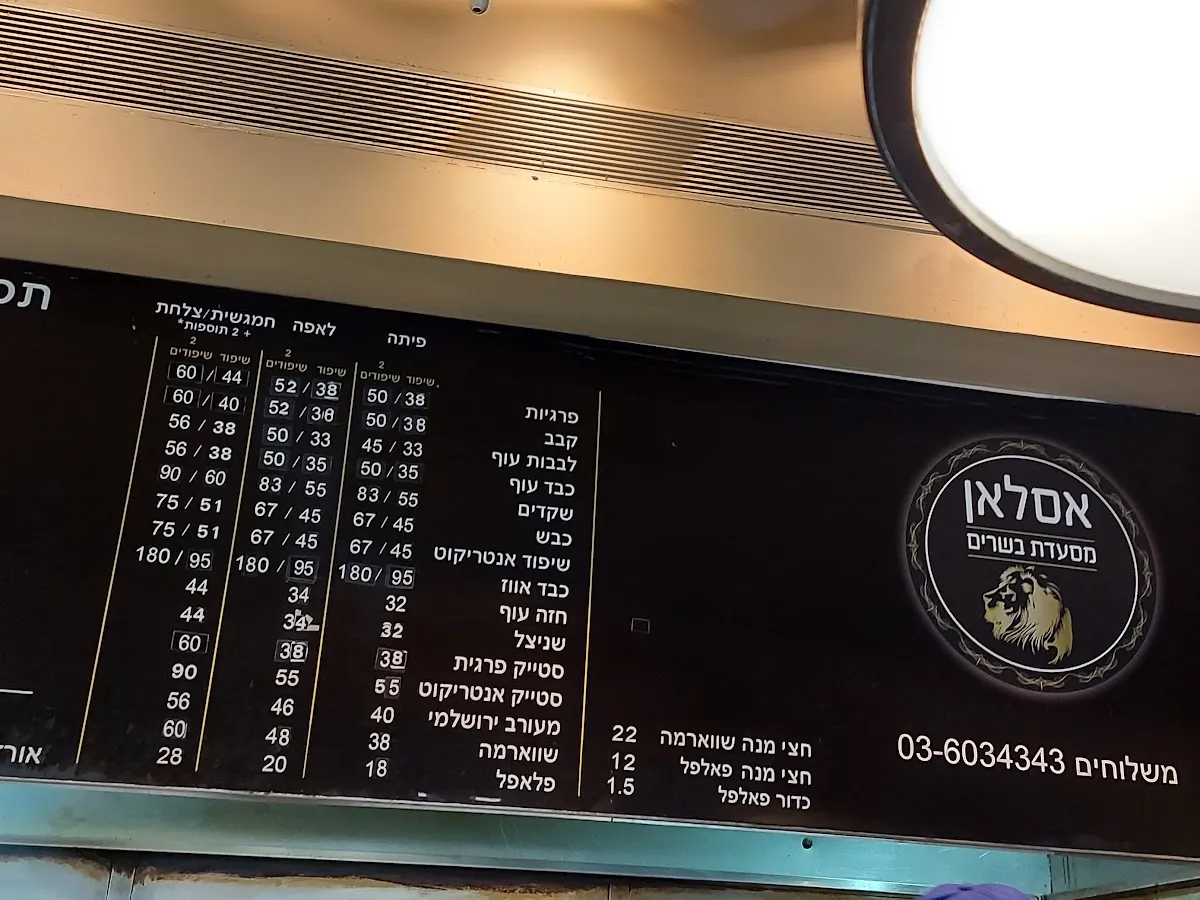 אסלאן
מסעדת בשרים
משלוחים 03-6034343
חצי מנה שווארמה 22
חצי מנה פאלפל 12
כדור פאלפל 1.5
פיתה לאפה חמגשית/צלחת
+ 2 תוספות*
שיפוד 2 שיפודים שיפוד 2 שיפודים שיפוד 2 שיפודים
פרגיות 38 / 50 38 / 52 44 / 60
קבב 38 / 50 38 / 52 40 / 60
לבבות עוף 33 / 45 33 / 50 38 / 56
כבד עוף 35 / 50 35 / 50 38 / 56
שקדים 55 / 83 55 / 83 60 / 90
כבש 45 / 67 45 / 67 51 / 75
שיפוד אנטריקוט 45 / 67 45 / 67 51 / 75
כבד אווז 95 / 180 95 / 180 95 / 180
חזה עוף 32 34 44
שניצל 32 34 44
סטייק פרגית 38 38 60
סטייק אנטריקוט 55 55 90
מעורב ירושלמי 40 46 56
שווארמה 38 48 60
פלאפל 18 20 28